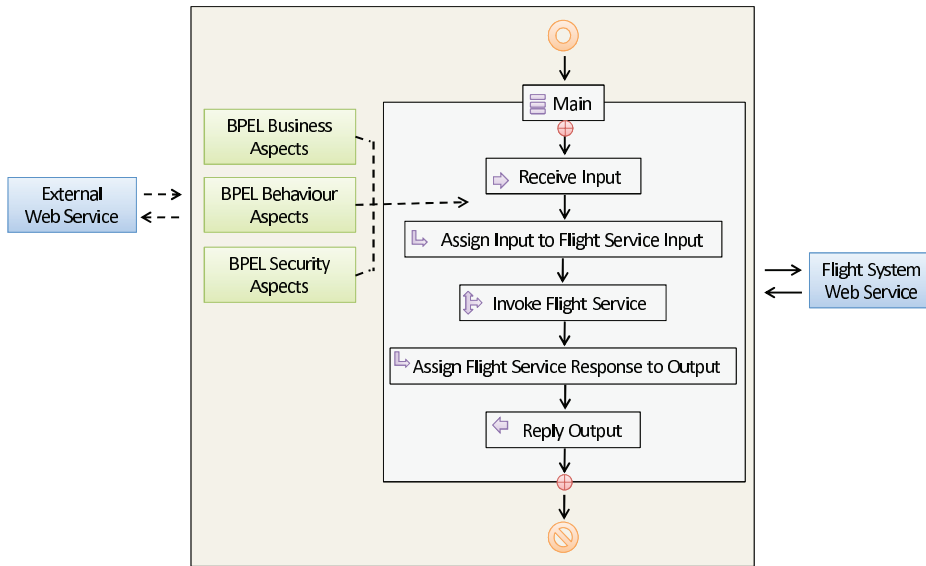 Main
BPEL Business
Aspects
Receive Input
External
Web Service
BPEL Behaviour
Aspects
Assign Input to Flight Service Input
BPEL Security
Aspects
Flight System
Web Service
Invoke Flight Service
Assign Flight Service Response to Output
Reply Output